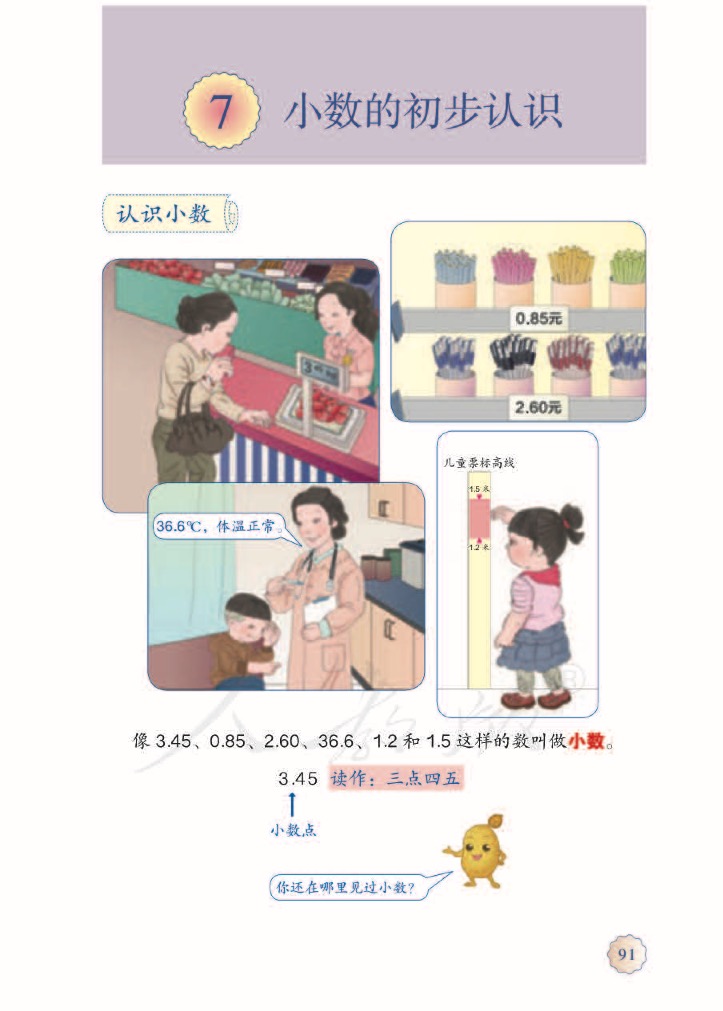 7 小数的初步认识
认识小数
0.85元
2.60元
儿童票标高线
1.5 米
1.2 米
36.6℃，体温正常。
像 3.45、0.85、2.60、36.6、1.2 和 1.5 这样的数叫做小数。
3.45 读作：三点四五
小数点
你还在哪里见过小数？
91